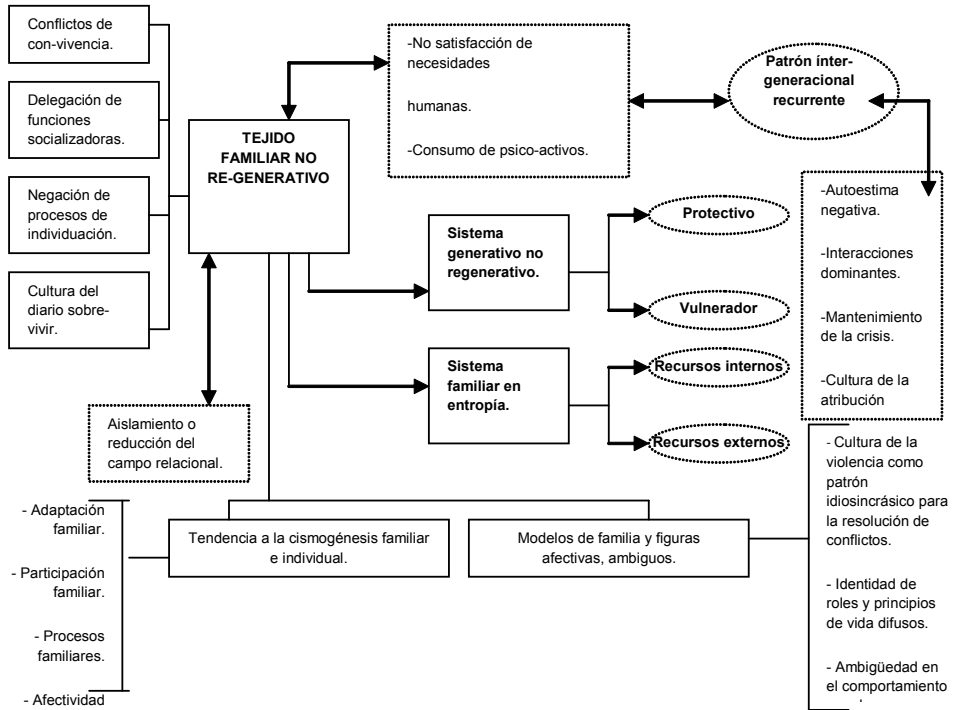 Conflictos de
con-vivencia.
Delegación de
funciones
socializadoras.
Negación de
procesos de
individuación.
Cultura del
diario sobre-
vivir.
TEJIDO
FAMILIAR NO
RE-GENERATIVO
-No satisfacción de
necesidades
humanas.
-Consumo de psico-activos.
Patrón ínter-
generacional
recurrente
-Autoestima
negativa.
-Interacciones
dominantes.
-Mantenimiento
de la crisis.
-Cultura de la
atribución
Sistema
generativo no
regenerativo.
Protectivo
Vulnerador
Sistema
familiar en
entropía.
Recursos internos
Recursos externos
Aislamiento o
reducción del
campo relacional.
- Adaptación
familiar.
- Participación
familiar.
- Procesos
familiares.
- Afectividad
Tendencia a la cismogénesis familiar
e individual.
Modelos de familia y figuras
afectivas, ambiguos.
- Cultura de la
violencia como
patrón
idiosincrásico para
la resolución de
conflictos.
- Identidad de
roles y principios
de vida difusos.
- Ambigüedad en
el comportamiento